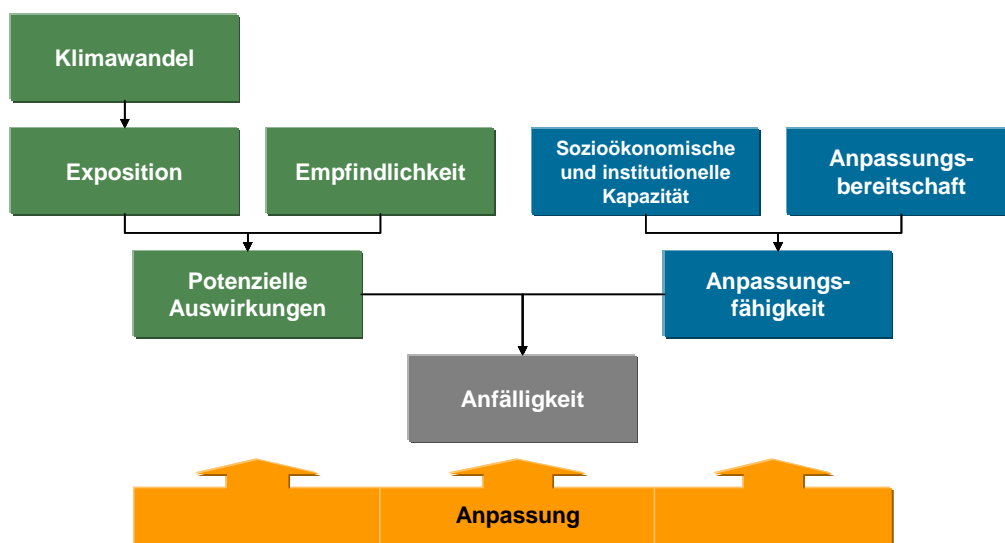 Klimawandel
Exposition
Empfindlichkeit
Sozioökonomische
und institutionelle
Kapazität
Anpassungs-
bereitschaft
Potenzielle
Auswirkungen
Anpassungs-
fähigkeit
Anfälligkeit
Anpassung